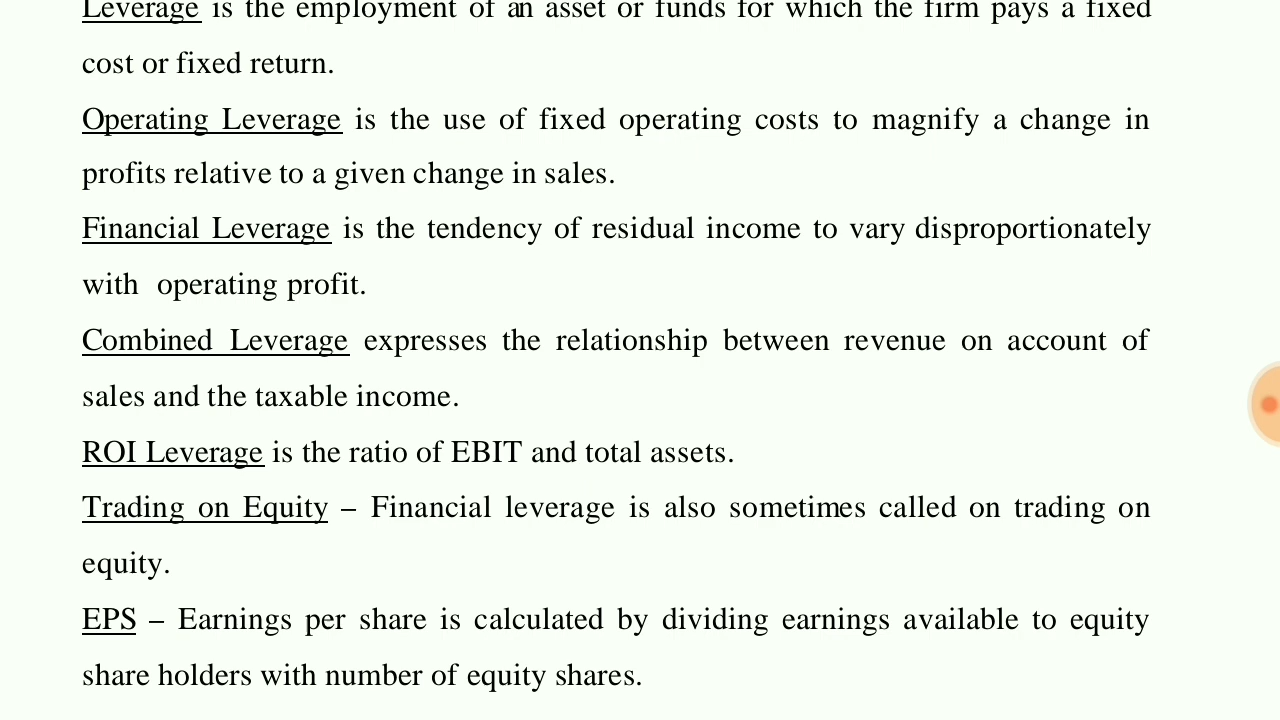 Leverage is the employment of an asset or funds for which the firm pays a fixed
cost or fixed return.
Operating Leverage is the use of fixed operating costs to magnify a change in
profits relative to a given change in sales.
Financial Leverage is the tendency of residual income to vary disproportionately
with operating profit.
Combined Leverage expresses the relationship between revenue on account of
sales and the taxable income.
ROI Leverage is the ratio of EBIT and total assets.
Trading on Equity – Financial leverage is also sometimes called on trading on
equity.
EPS – Earnings per share is calculated by dividing earnings available to equity
share holders with number of equity shares.